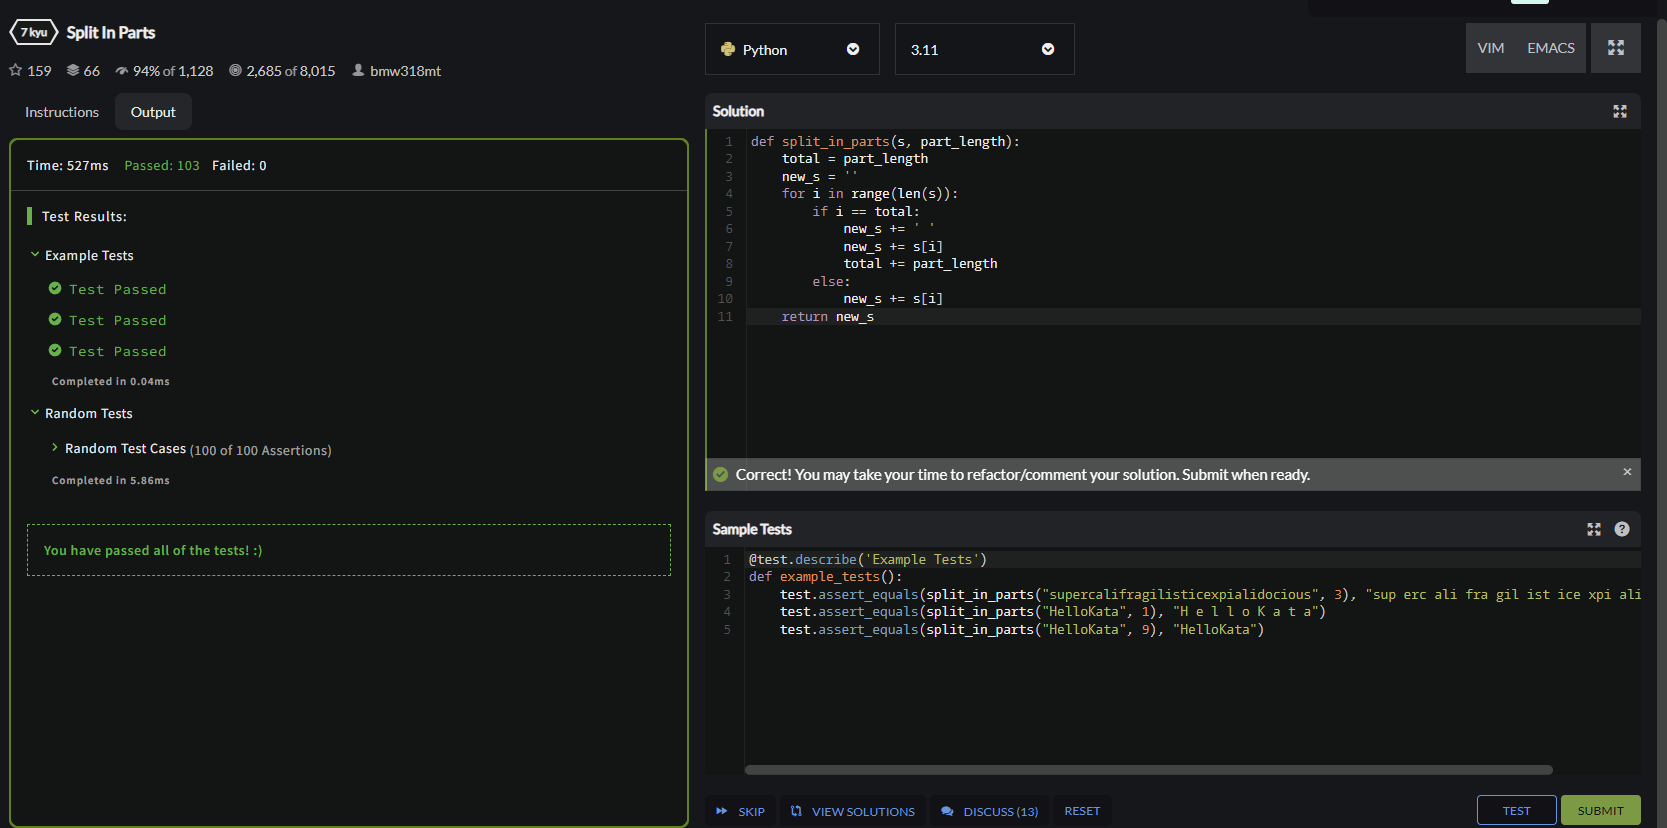 7 kyu Split In Parts
159 66 94% of 1,128 2,685 of 8,015 bmw318mt
Instructions Output
Time: 527ms Passed: 103 Failed: 0
Test Results:
Example Tests
Test Passed
Test Passed
Test Passed
Completed in 0.04ms
Random Tests
Random Test Cases (100 of 100 Assertions)
Completed in 5.86ms
You have passed all of the tests! :)
Python 3.11 VIM EMACS
Solution
1 def split_in_parts(s, part_length):
2     total = part_length
3     new_s = ''
4     for i in range(len(s)):
5         if i == total:
6             new_s += ' '
7             new_s += s[i]
8             total += part_length
9         else:
10             new_s += s[i]
11     return new_s
Correct! You may take your time to refactor/comment your solution. Submit when ready. ×
Sample Tests ?
1 @test.describe('Example Tests')
2 def example_tests():
3     test.assert_equals(split_in_parts("supercalifragilisticexpialidocious", 3), "sup erc ali fra gil ist ice xpi ali
4     test.assert_equals(split_in_parts("HelloKata", 1), "H e l l o K a t a")
5     test.assert_equals(split_in_parts("HelloKata", 9), "HelloKata")
SKIP VIEW SOLUTIONS DISCUSS (13) RESET TEST SUBMIT